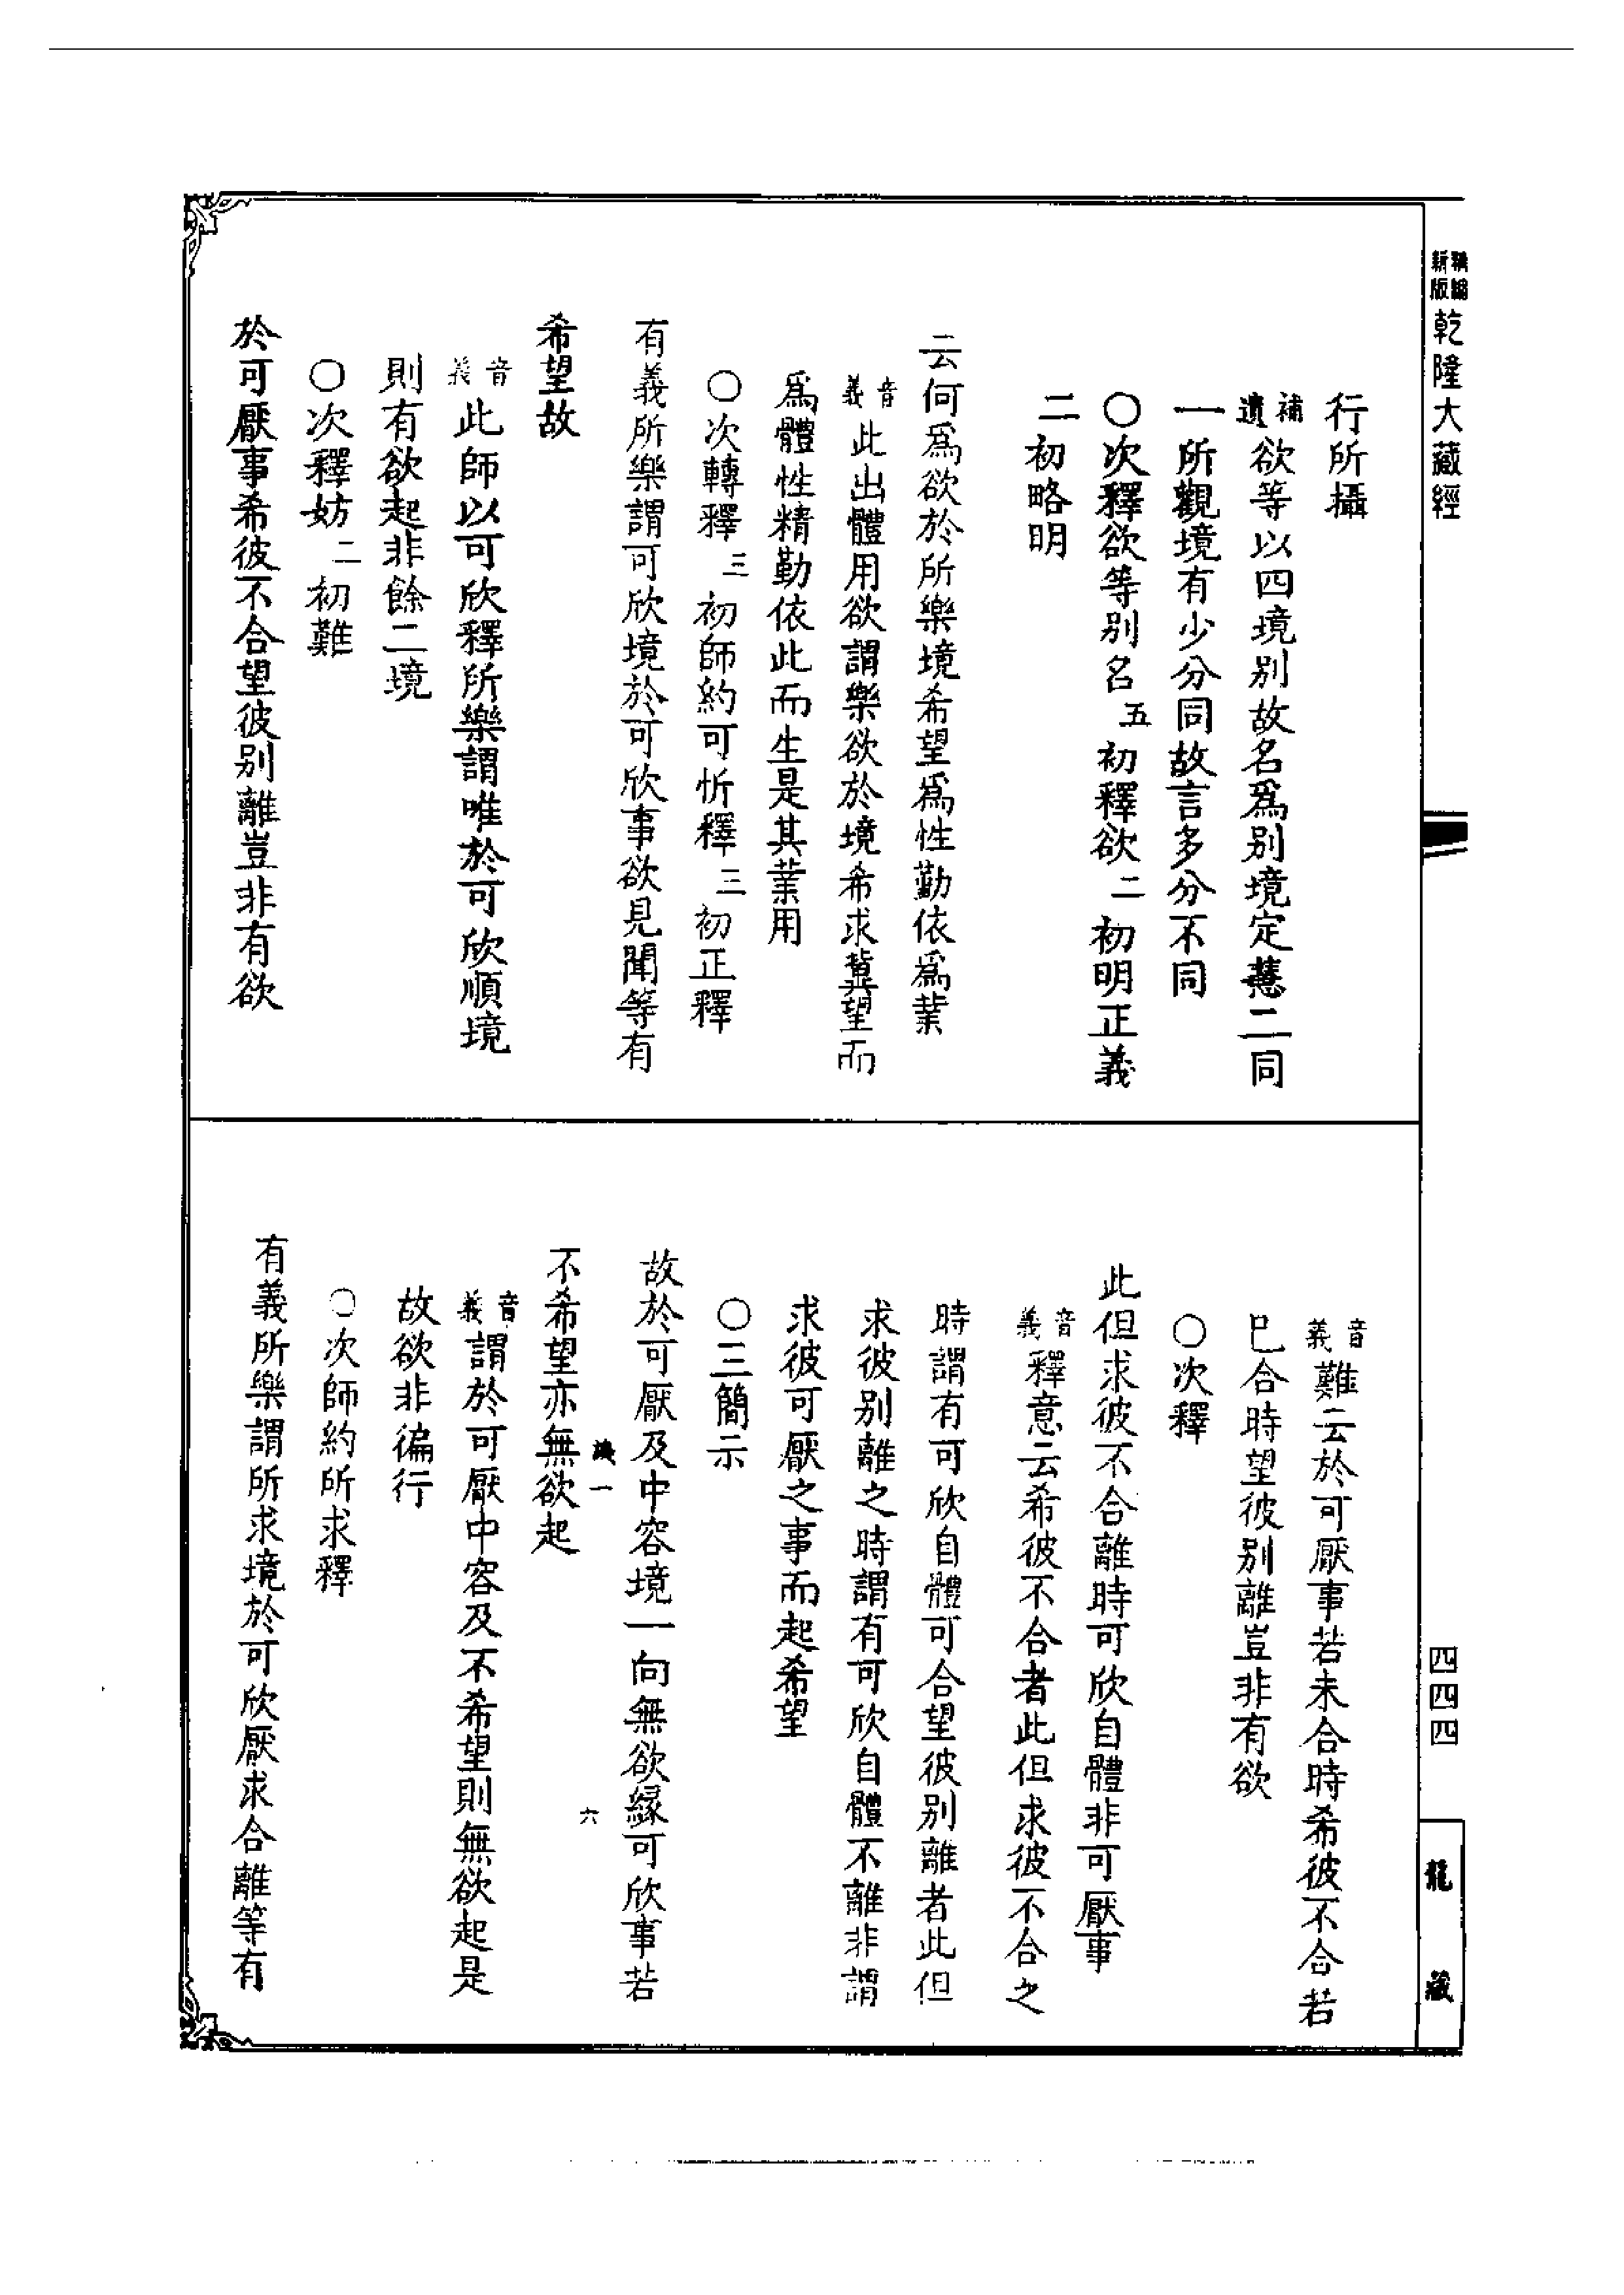 精編
新版
乾隆大藏經
行所攝
補遺欲等以四境別故名爲別境定慧二同
一所觀境有少分同故言多分不同
〇次釋欲等別名五初釋欲二初明正義
二初略明
云何爲欲於所樂境希望爲性勤依爲業
音義此出體用欲謂樂欲於境希求冀望而
爲體性精勤依此而生是其業用
〇次轉釋三初師約可忻釋三初正釋
有義所樂謂可欣境於可欣事欲見聞等有
希望故
音義此師以可欣釋所樂謂唯於可欣順境
則有欲起非餘二境
〇次釋妨二初難
於可厭事希彼不合望彼別離豈非有欲
音義難云於可厭事若未合時希彼不合若
巳合時望彼別離豈非有欲
〇次釋
此但求彼不合離時可欣自體非可厭事
音義釋意云希彼不合者此但求彼不合之
時謂有可欣自體可合望彼別離者此但
求彼別離之時謂有可欣自體不離非謂
求彼可厭之事而起希望
〇三簡示
故於可厭及中容境一向無欲緣可欣事若
一 六
不希望亦無欲起
音義謂於可厭中容及不希望則無欲起是
故欲非徧行
〇次師約所求釋
有義所樂謂所求境於可欣厭求合離等有
四四四
龍藏